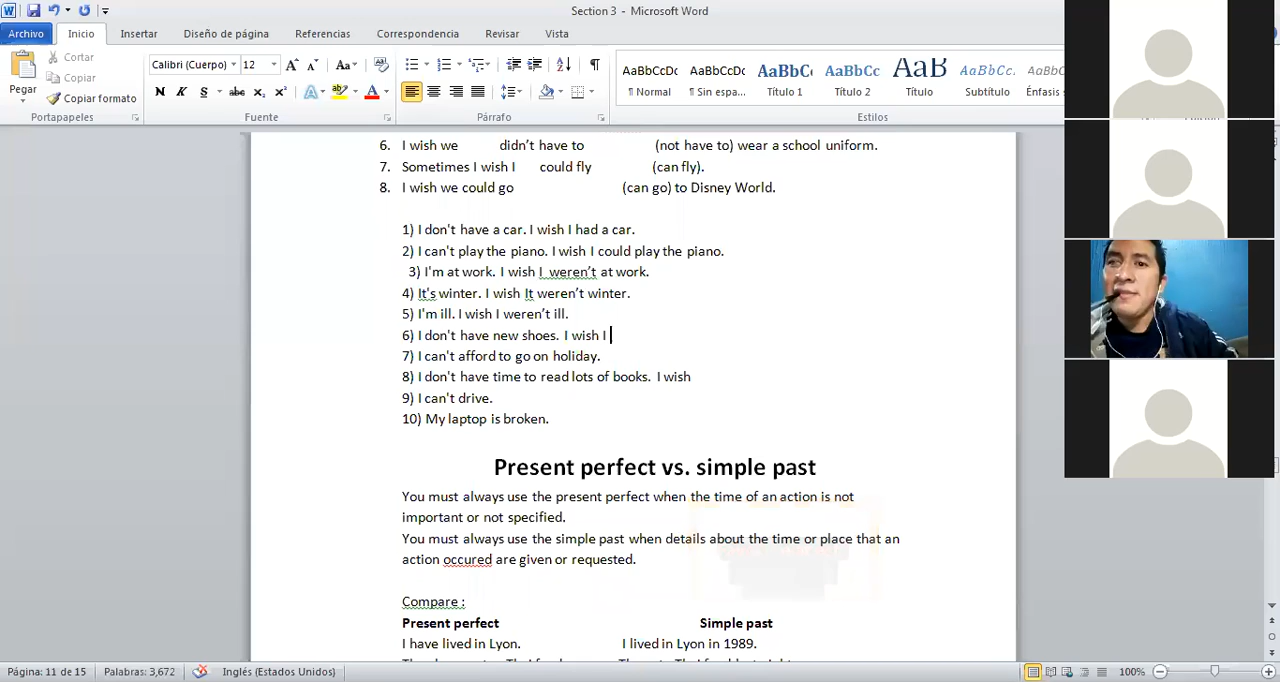 Section 3 - Microsoft Word
Archivo Inicio Insertar Diseño de página Referencias Correspondencia Revisar Vista
Cortar
Copiar
Copiar formato
Pegar
Portapapeles
Calibri (Cuerpo) 12
Fuente
Párrafo
AaBbCcDc AaBbCcDc AaBbC AaBbCc AaB AaBbCc. AaBbC
¶ Normal ¶ Sin espa... Título 1 Título 2 Título Subtítulo Énfasis
Estilos
6. I wish we didn’t have to (not have to) wear a school uniform.
7. Sometimes I wish I could fly (can fly).
8. I wish we could go (can go) to Disney World.
1) I don't have a car. I wish I had a car.
2) I can't play the piano. I wish I could play the piano.
3) I'm at work. I wish I weren’t at work.
4) It's winter. I wish It weren’t winter.
5) I'm ill. I wish I weren’t ill.
6) I don't have new shoes. I wish I
7) I can't afford to go on holiday.
8) I don't have time to read lots of books. I wish
9) I can't drive.
10) My laptop is broken.
Present perfect vs. simple past
You must always use the present perfect when the time of an action is not
important or not specified.
You must always use the simple past when details about the time or place that an
action occured are given or requested.
Compare :
Present perfect Simple past
I have lived in Lyon. I lived in Lyon in 1989.
Página: 11 de 15 Palabras: 3,672 Inglés (Estados Unidos) 100%